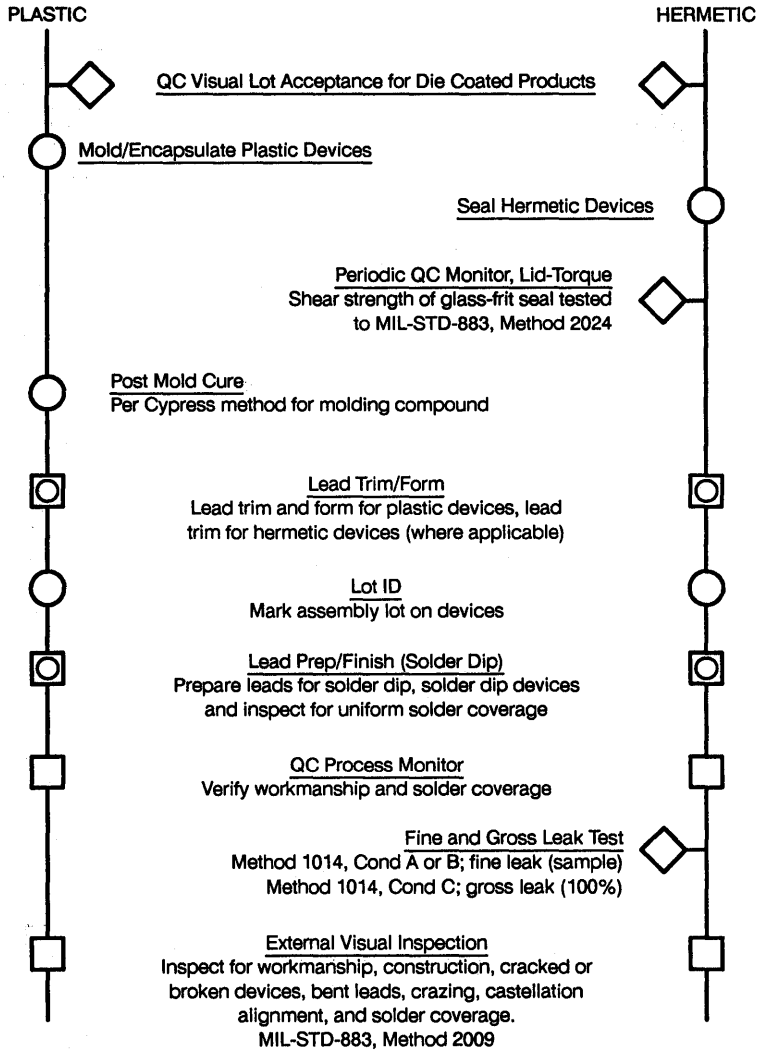 PLASTIC
HERMETIC
QC Visual Lot Acceptance for Die Coated Products
Mold/Encapsulate Plastic Devices
Seal Hermetic Devices
Periodic QC Monitor, Lid-Torque
Shear strength of glass-frit seal tested
to MIL-STD-883, Method 2024
Post Mold Cure
Per Cypress method for molding compound
Lead Trim/Form
Lead trim and form for plastic devices, lead
trim for hermetic devices (where applicable)
Lot ID
Mark assembly lot on devices
Lead Prep/Finish (Solder Dip)
Prepare leads for solder dip, solder dip devices
and inspect for uniform solder coverage
QC Process Monitor
Verify workmanship and solder coverage
Fine and Gross Leak Test
Method 1014, Cond A or B; fine leak (sample)
Method 1014, Cond C; gross leak (100%)
External Visual Inspection
Inspect for workmanship, construction, cracked or
broken devices, bent leads, crazing, castellation
alignment, and solder coverage.
MIL-STD-883, Method 2009